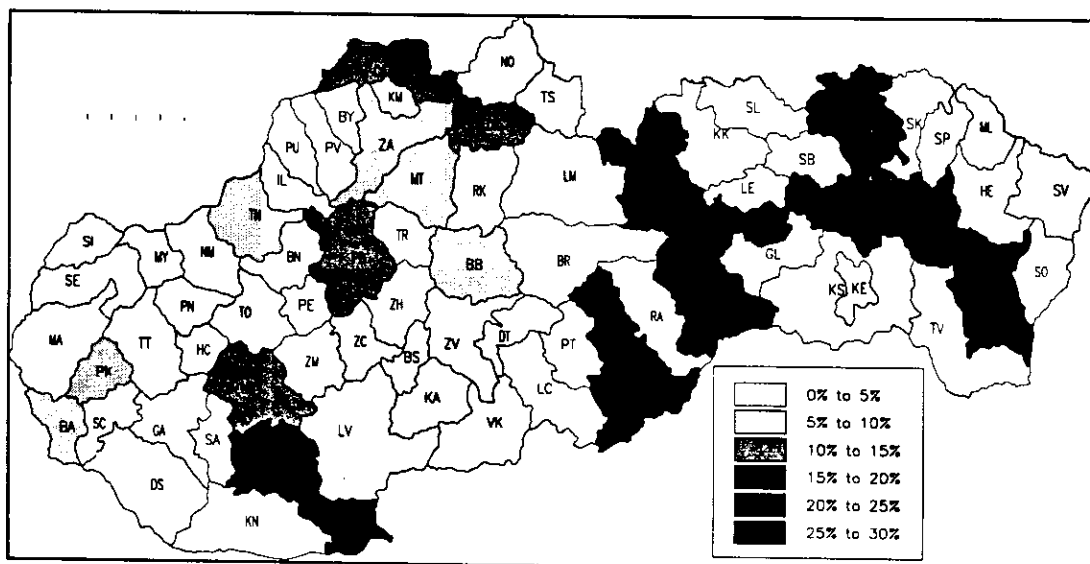 NO
KM
TS
SL
BY
SK
SP
ML
KK
PU
PV
ZA
SB
IL
MT
RK
LM
LE
HE
SV
TN
TR
SI
BN
BB
BR
GL
MY
NM
SE
SO
PE
ZH
KS
KE
PN
TO
RA
TV
MA
TT
HC
ZM
ZC
BS
ZV
DT
PT
PK
KA
LC
BA
SC
GA
SA
LV
VK
DS
KN
0% to 5%
5% to 10%
10% to 15%
15% to 20%
20% to 25%
25% to 30%